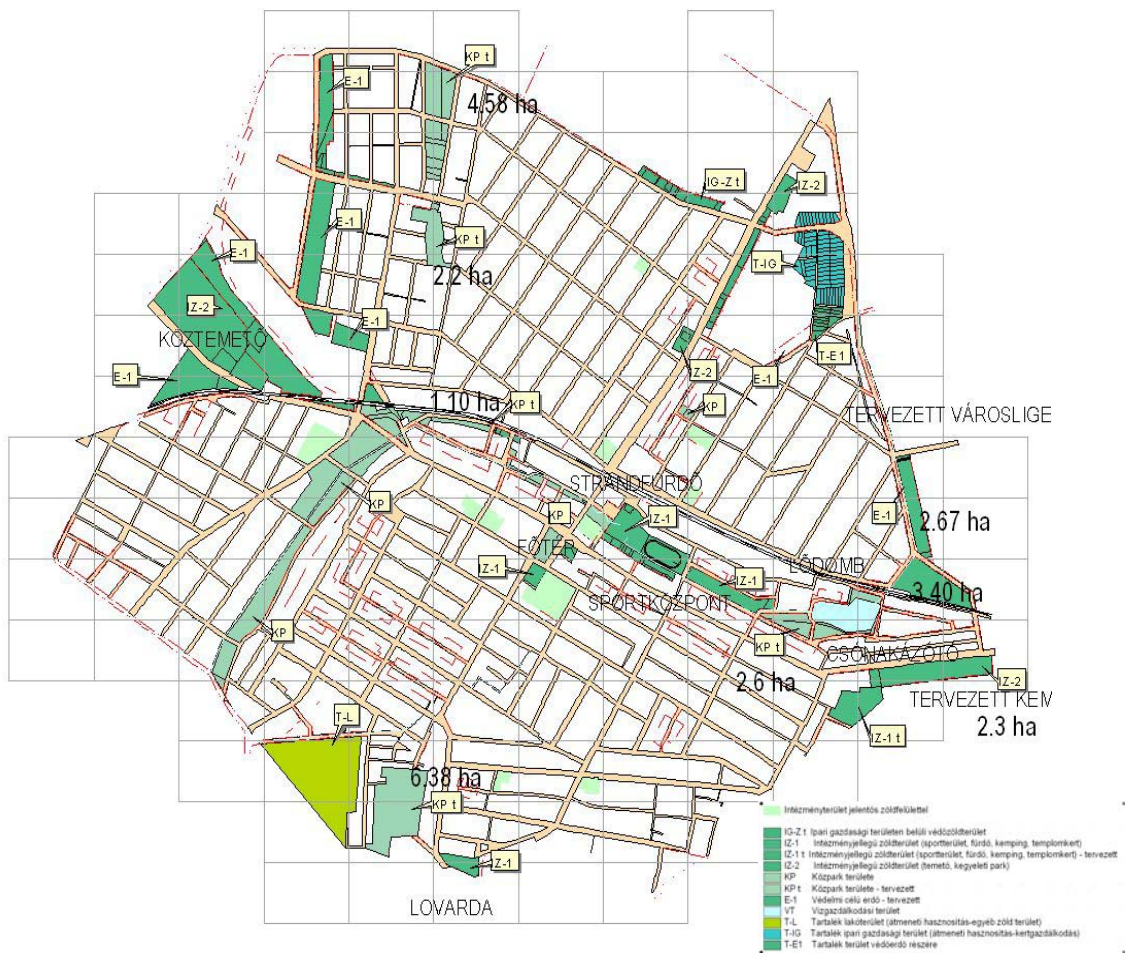 KP t
E-1
4.58 ha
IG-Z t
IZ-2
E-1
KP t
E-1
T-IG
2.2 ha
IZ-2
E-1
KÖZTEMETŐ
T-E1
E-1
IZ-2
E-1
1.10 ha
KP t
KP
TERVEZETT VÁROSLIGE
STRANDFÜRDŐ
KP
KP
IZ-1
E-1
2.67 ha
FŐTÉR
IZ-1
LŐDOMB
IZ-1
3.40 ha
SPORTKÖZPONT
KP
KP t
CSÓNAKÁZÓTÓ
2.6 ha
IZ-2
TERVEZETT KEM
2.3 ha
T-L
IZ-1 t
6.38 ha
KP t
Z-1
LOVARDA
Intézményterület jelentős zöldfelülettel
IG-Z t Ipari gazdasági területen belüli védőzöldterület
IZ-1 Intézményjellegű zöldterület (sportterület, fürdő, kemping, templomkert)
IZ-1 t Intézményjellegű zöldterület (sportterület, fürdő, kemping, templomkert) - tervezett
IZ-2 Intézményjellegű zöldterület (temető, kegyeleti park)
KP Közpark területe
KP t Közpark területe - tervezett
E-1 Védelmi célú erdő - tervezett
VT Vízgazdálkodási terület
T-L Tartalék lakóterület (átmeneti hasznosítás-egyéb zöld terület)
T-IG Tartalék ipari gazdasági terület (átmeneti hasznosítás-kertgazdálkodás)
T-E1 Tartalék terület védőerdő részére